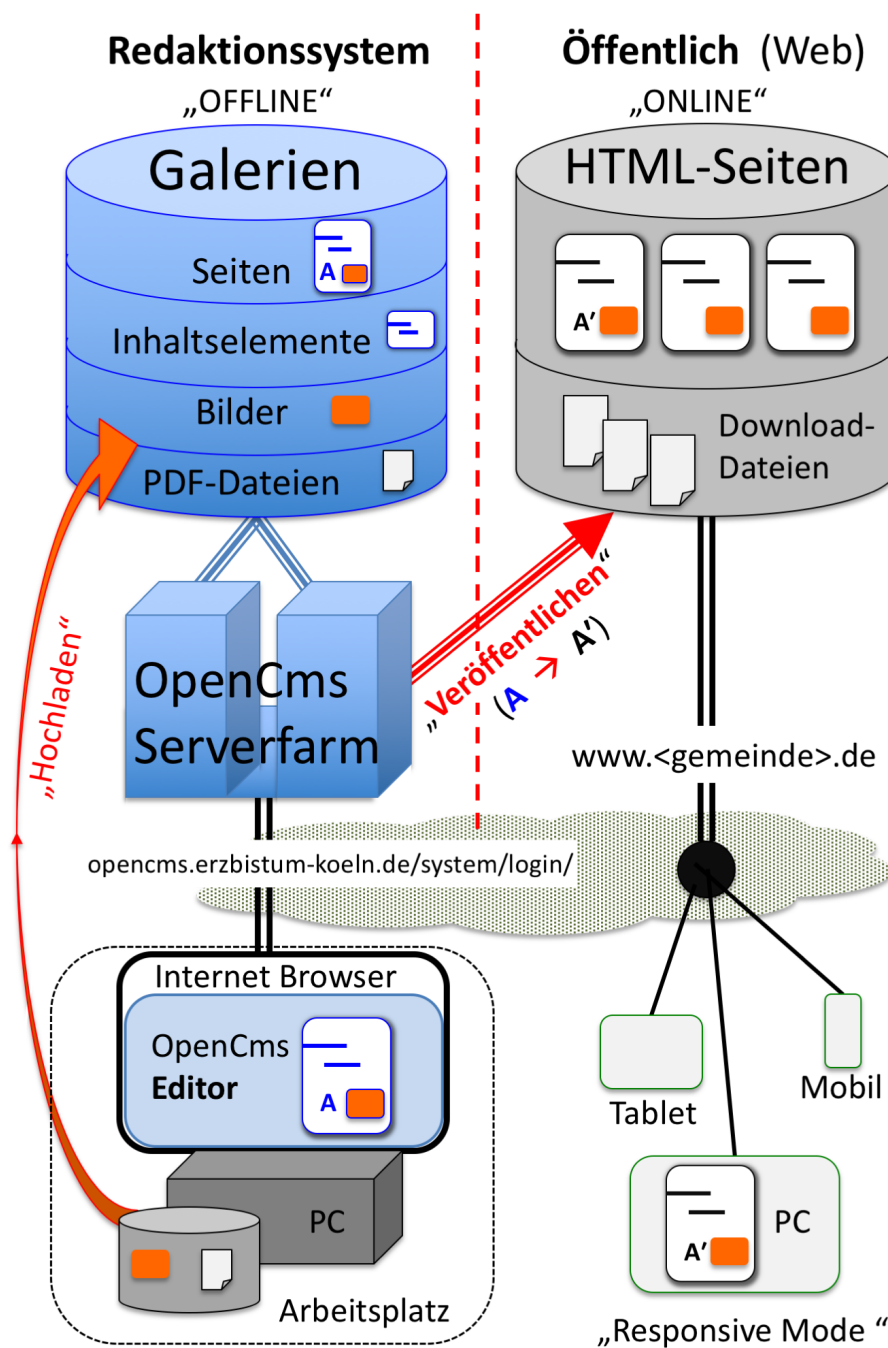 Redaktionssystem
„OFFLINE“
Galerien
Seiten
A
Inhaltselemente
Bilder
PDF-Dateien
„Hochladen“
OpenCms
Serverfarm
„Veröffentlichen“
(A → A’)
Öffentlich (Web)
„ONLINE“
HTML-Seiten
A’
Download-
Dateien
www.<gemeinde>.de
opencms.erzbistum-koeln.de/system/login/
Internet Browser
OpenCms
Editor
A
PC
Arbeitsplatz
Tablet
Mobil
PC
A’
„Responsive Mode “